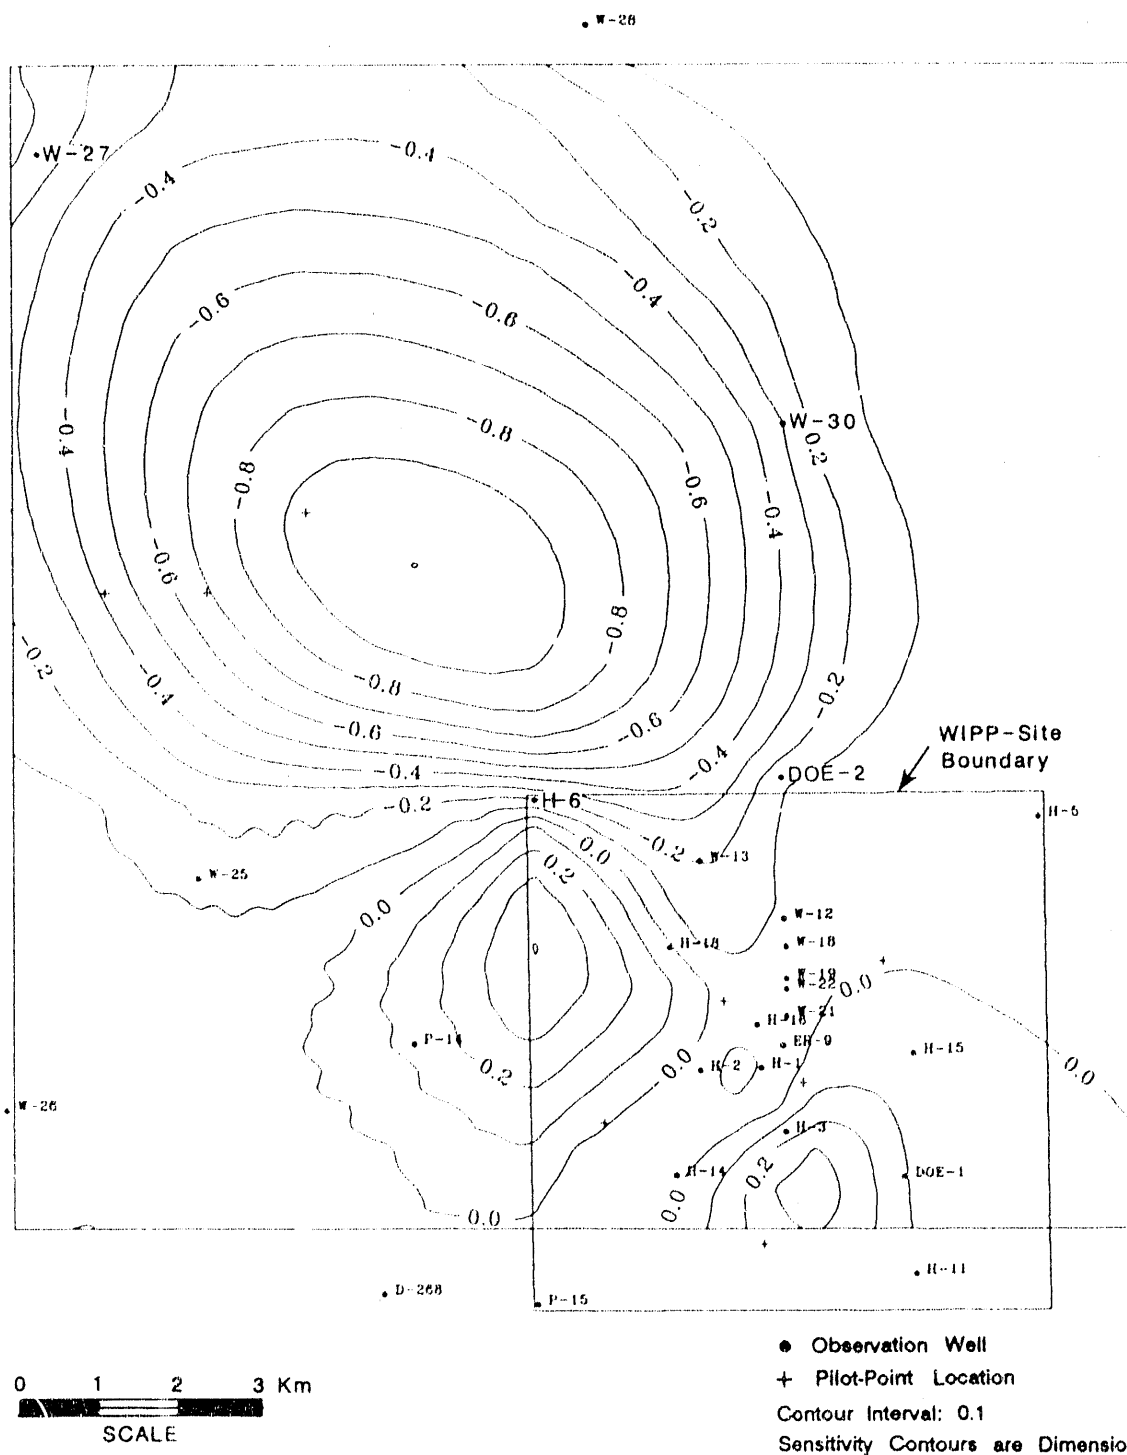 W-28
W-27
-0.4
-0.4
-0.2
-0.4
-0.6
-0.6
W-30
-0.4
-0.8
0.2
-0.8
-0.6
-0.4
-0.6
-0.8
-0.2
-0.4
-0.8
-0.2
-0.6
-0.6
WIPP-Site
Boundary
-0.4
-0.4
DOE-2
-0.2
H-6
H-5
0.0
-0.2
W-13
0.2
W-25
0.0
W-12
H-18
W-18
W-19
W-22
0.0
W-21
H-16
P-14
ER-9
H-15
0.2
0.0
H-2
H-1
0.0
W-26
H-3
H-14
0.2
DOE-1
0.0
0.0
H-11
D-268
P-15
Observation Well
+ Pilot-Point Location
0 1 2 3 Km
SCALE
Contour Interval: 0.1
Sensitivity Contours are Dimensio